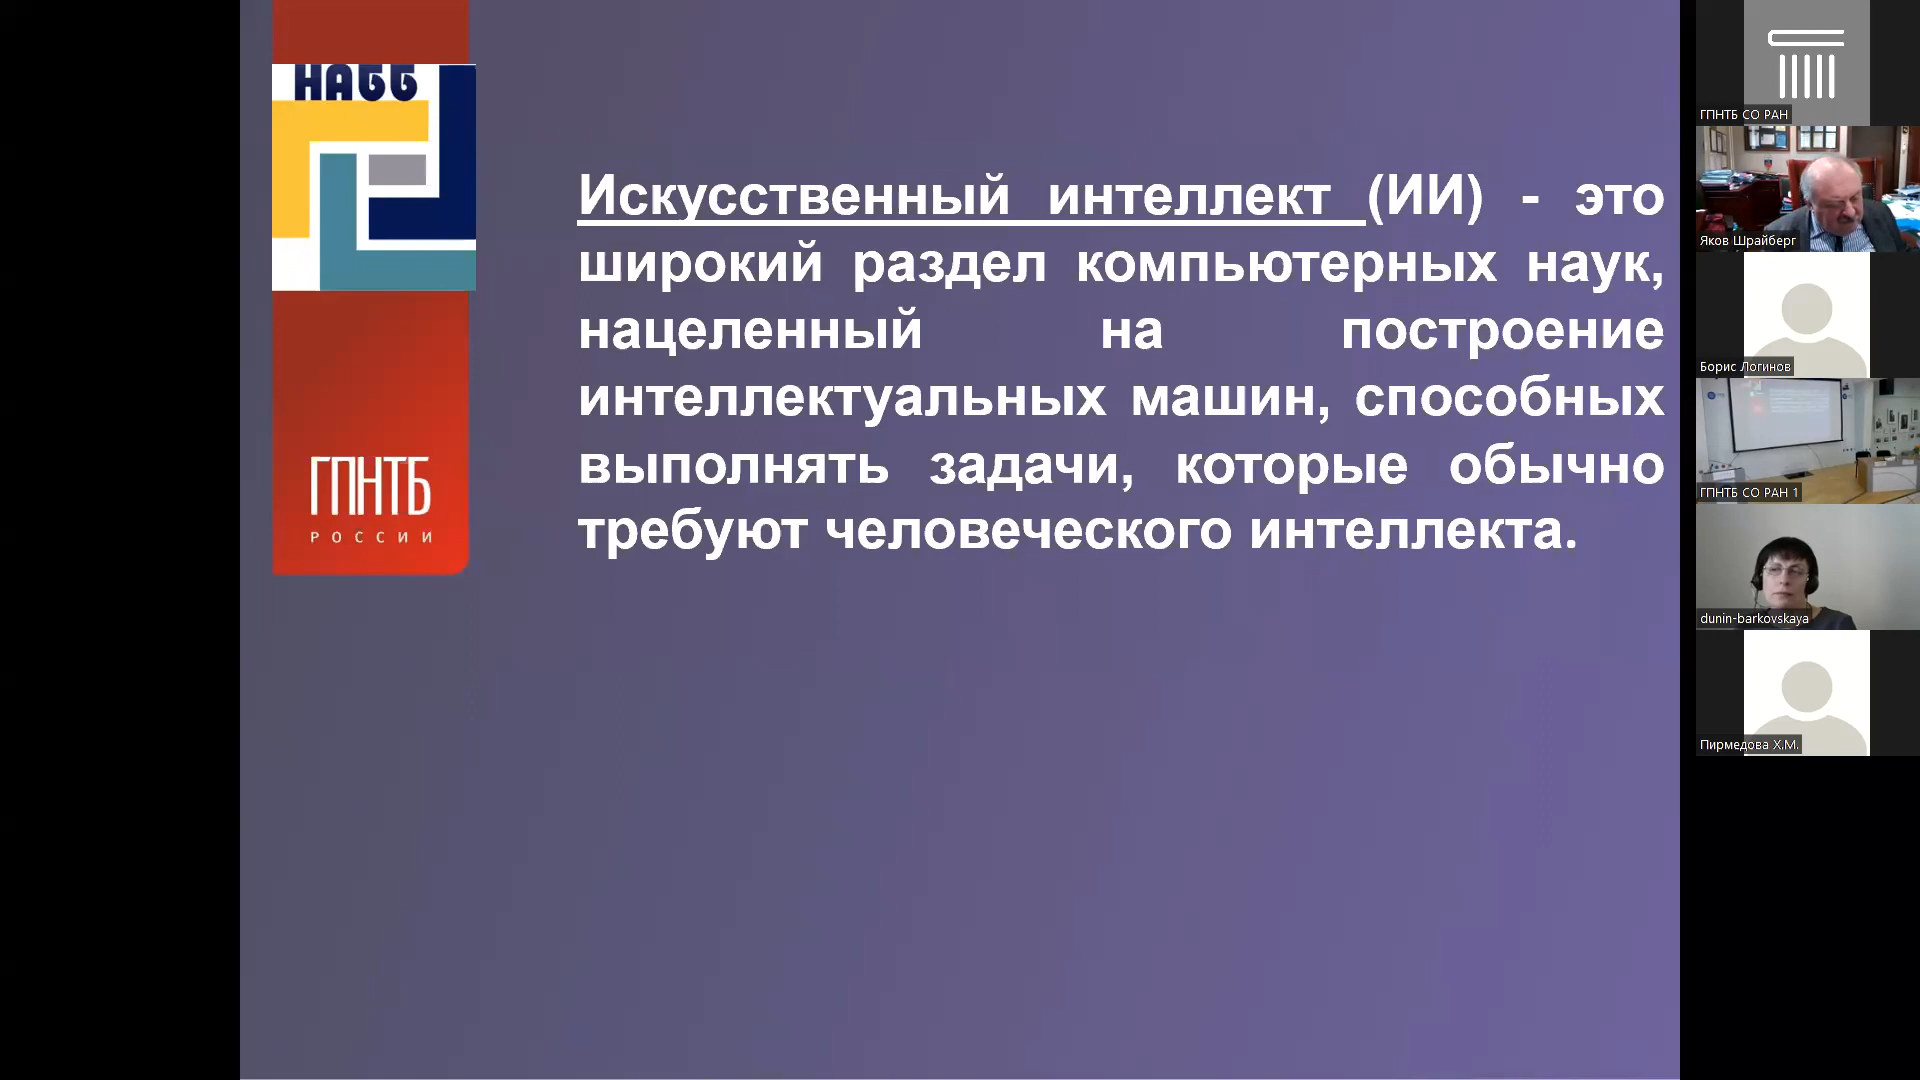 НАББ
ГПНТБ
РОССИИ
Искусственный интеллект (ИИ) - это
широкий раздел компьютерных наук,
нацеленный на построение
интеллектуальных машин, способных
выполнять задачи, которые обычно
требуют человеческого интеллекта.
ГПНТБ СО РАН
Яков Шрайберг
Борис Логинов
ГПНТБ СО РАН 1
dunin-barkovskaya
Пирмедова Х.М.